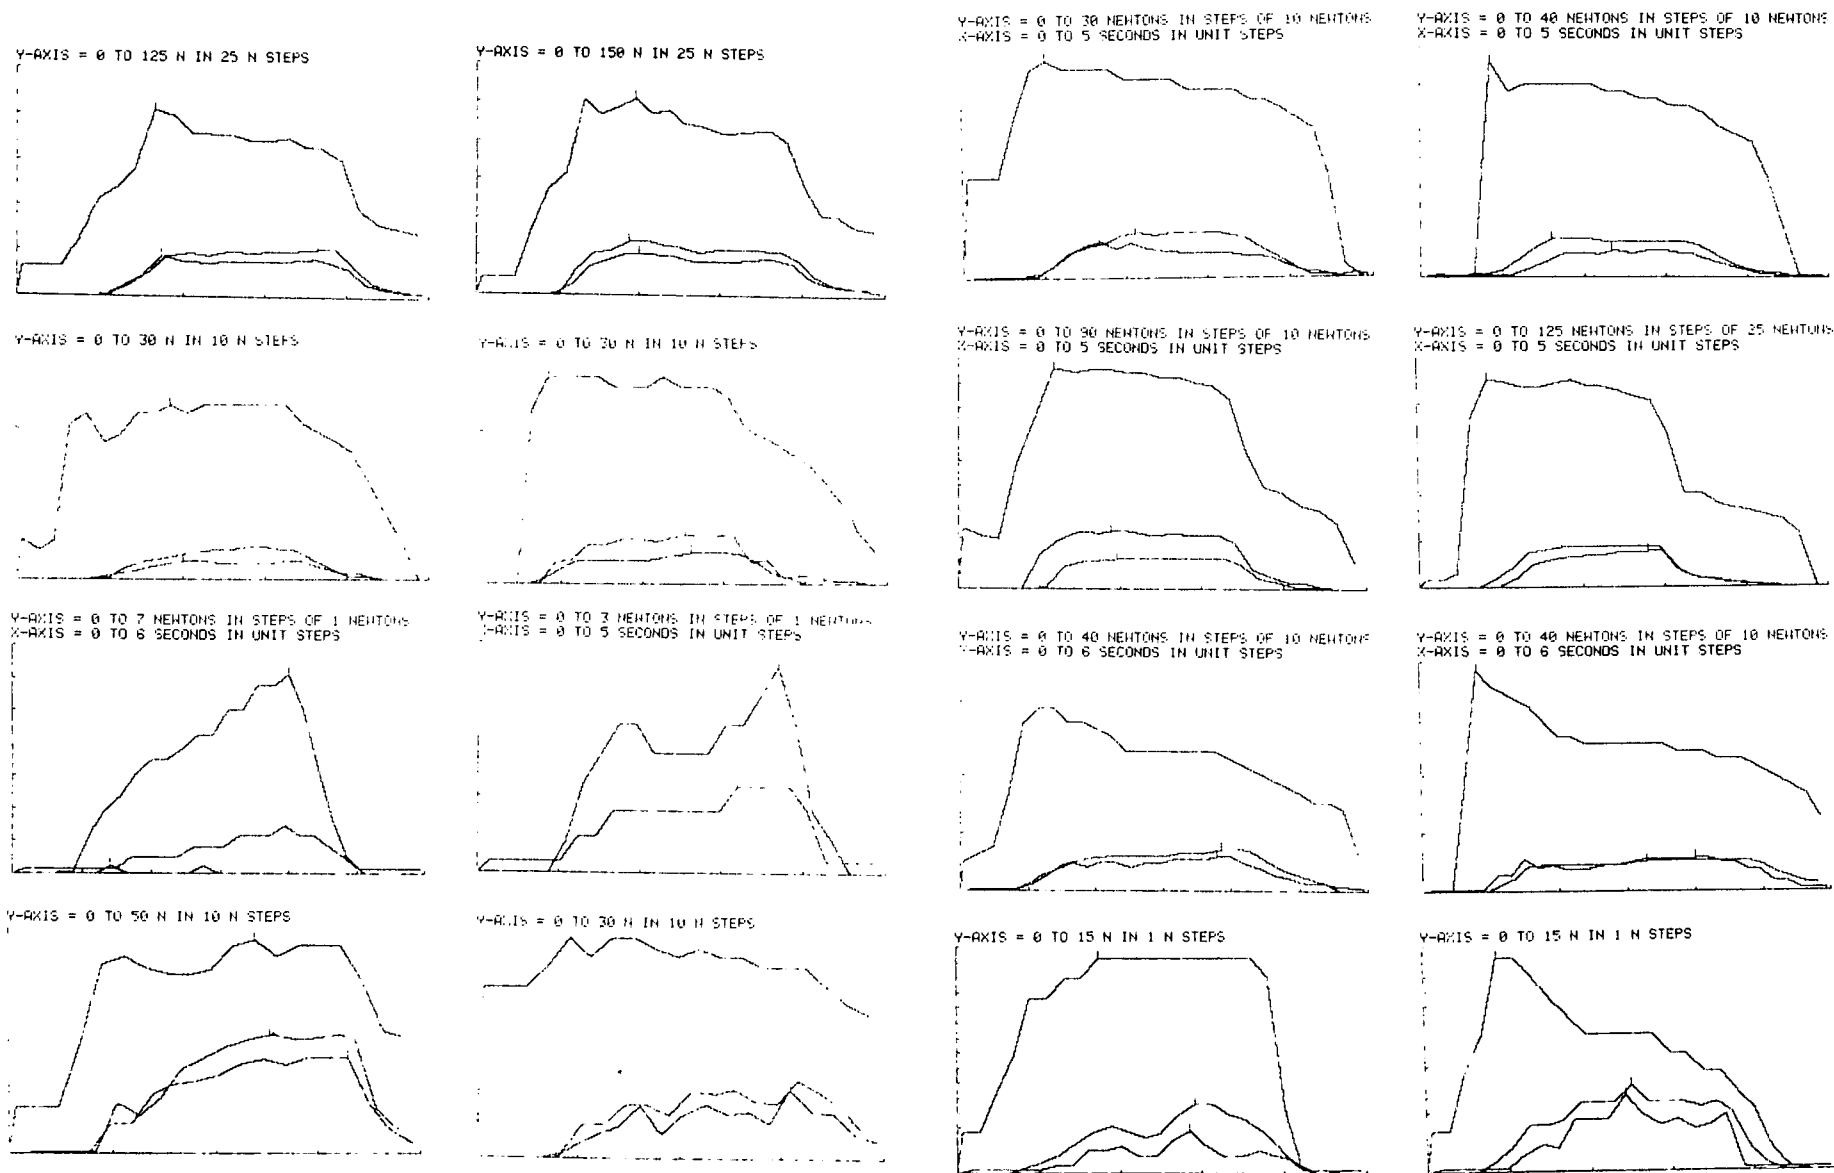 Y-AXIS = 0 TO 125 N IN 25 N STEPS
Y-AXIS = 0 TO 150 N IN 25 N STEPS
Y-AXIS = 0 TO 30 NEWTONS IN STEPS OF 10 NEWTONS
X-AXIS = 0 TO 5 SECONDS IN UNIT STEPS
Y-AXIS = 0 TO 40 NEWTONS IN STEPS OF 10 NEWTONS
X-AXIS = 0 TO 5 SECONDS IN UNIT STEPS
Y-AXIS = 0 TO 30 N IN 10 N STEPS
Y-AXIS = 0 TO 30 N IN 10 N STEPS
Y-AXIS = 0 TO 90 NEWTONS IN STEPS OF 10 NEWTONS
X-AXIS = 0 TO 5 SECONDS IN UNIT STEPS
Y-AXIS = 0 TO 125 NEWTONS IN STEPS OF 25 NEWTONS
X-AXIS = 0 TO 5 SECONDS IN UNIT STEPS
Y-AXIS = 0 TO 7 NEWTONS IN STEPS OF 1 NEWTONS
X-AXIS = 0 TO 6 SECONDS IN UNIT STEPS
Y-AXIS = 0 TO 3 NEWTONS IN STEPS OF 1 NEWTONS
X-AXIS = 0 TO 5 SECONDS IN UNIT STEPS
Y-AXIS = 0 TO 40 NEWTONS IN STEPS OF 10 NEWTONS
X-AXIS = 0 TO 6 SECONDS IN UNIT STEPS
Y-AXIS = 0 TO 40 NEWTONS IN STEPS OF 10 NEWTONS
X-AXIS = 0 TO 6 SECONDS IN UNIT STEPS
Y-AXIS = 0 TO 50 N IN 10 N STEPS
Y-AXIS = 0 TO 30 N IN 10 N STEPS
Y-AXIS = 0 TO 15 N IN 1 N STEPS
Y-AXIS = 0 TO 15 N IN 1 N STEPS